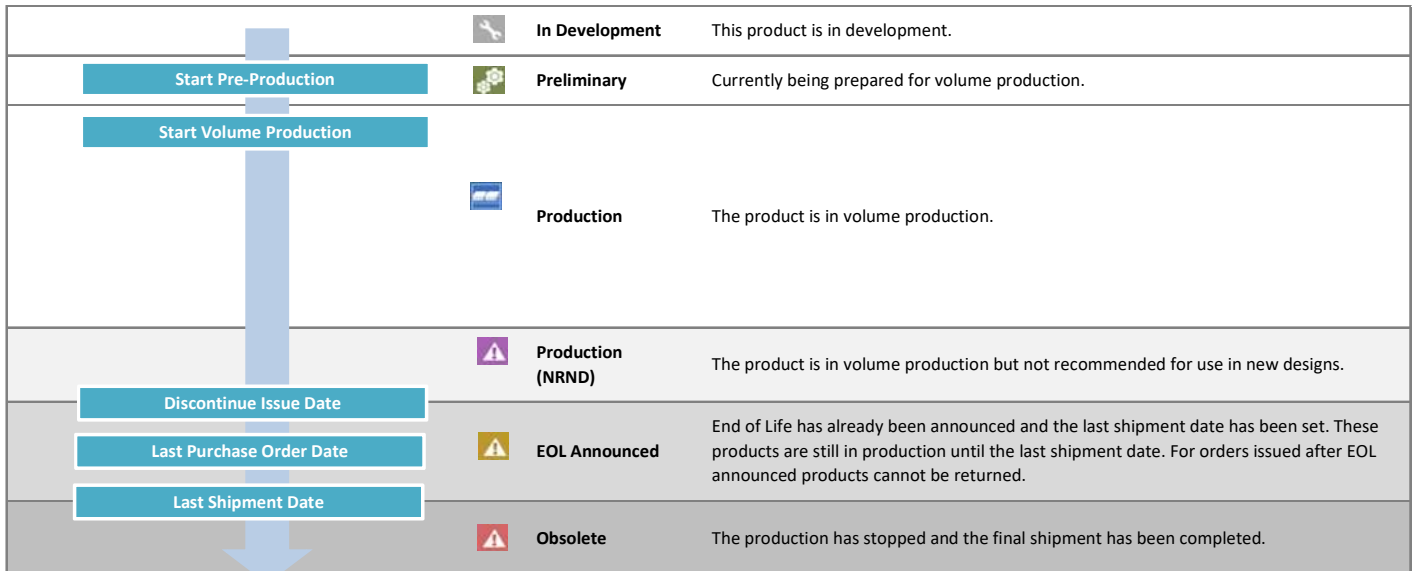 In Development This product is in development.
Start Pre-Production Preliminary Currently being prepared for volume production.
Start Volume Production
Production The product is in volume production.
Production
(NRND) The product is in volume production but not recommended for use in new designs.
Discontinue Issue Date
Last Purchase Order Date EOL Announced End of Life has already been announced and the last shipment date has been set. These
products are still in production until the last shipment date. For orders issued after EOL
announced products cannot be returned.
Last Shipment Date
Obsolete The production has stopped and the final shipment has been completed.